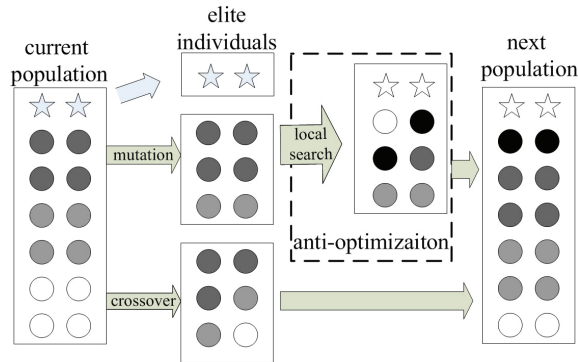 current
population
elite
individuals
next
population
mutation
local
search
anti-optimizaiton
crossover